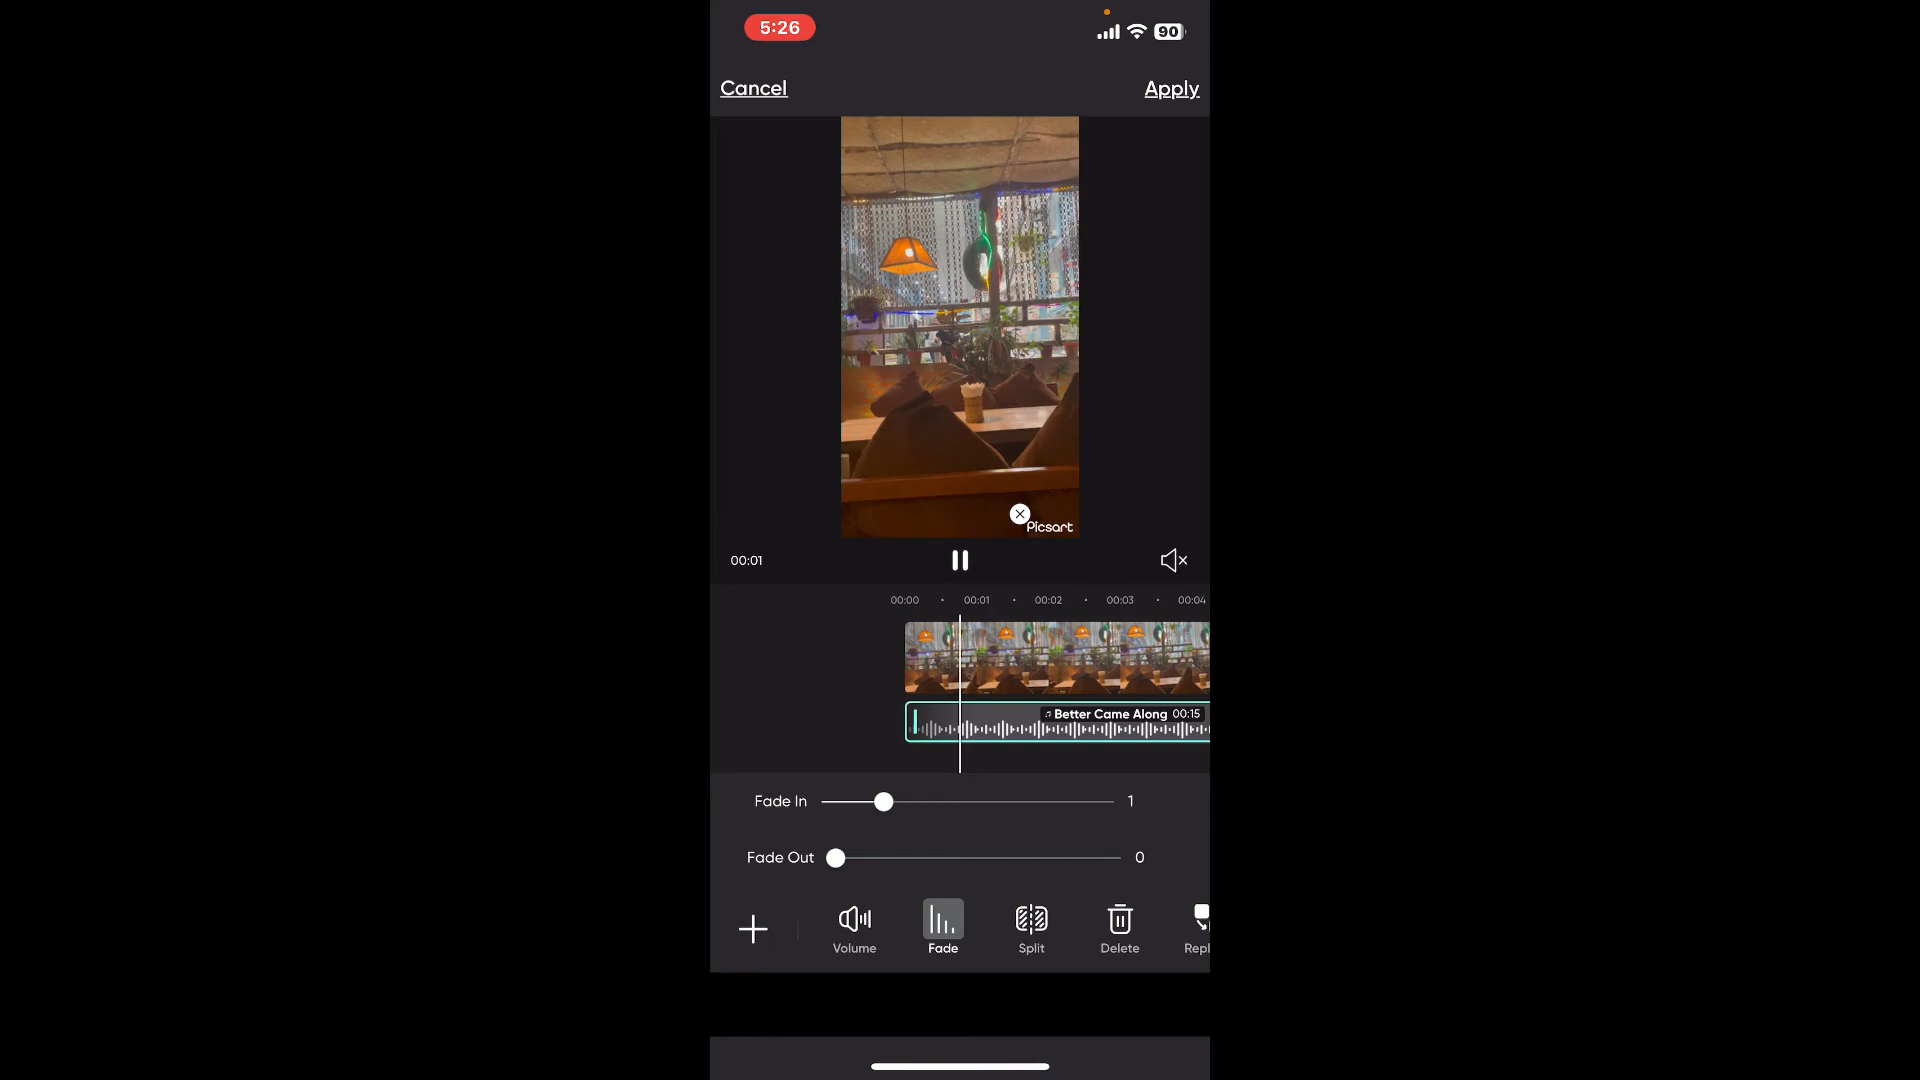 5:26
90
Cancel
Apply
Picsart
00:01
00:00 00:01 00:02 00:03 00:04
Better Came Along 00:15
Fade In 1
Fade Out 0
Volume
Fade
Split
Delete
Repl